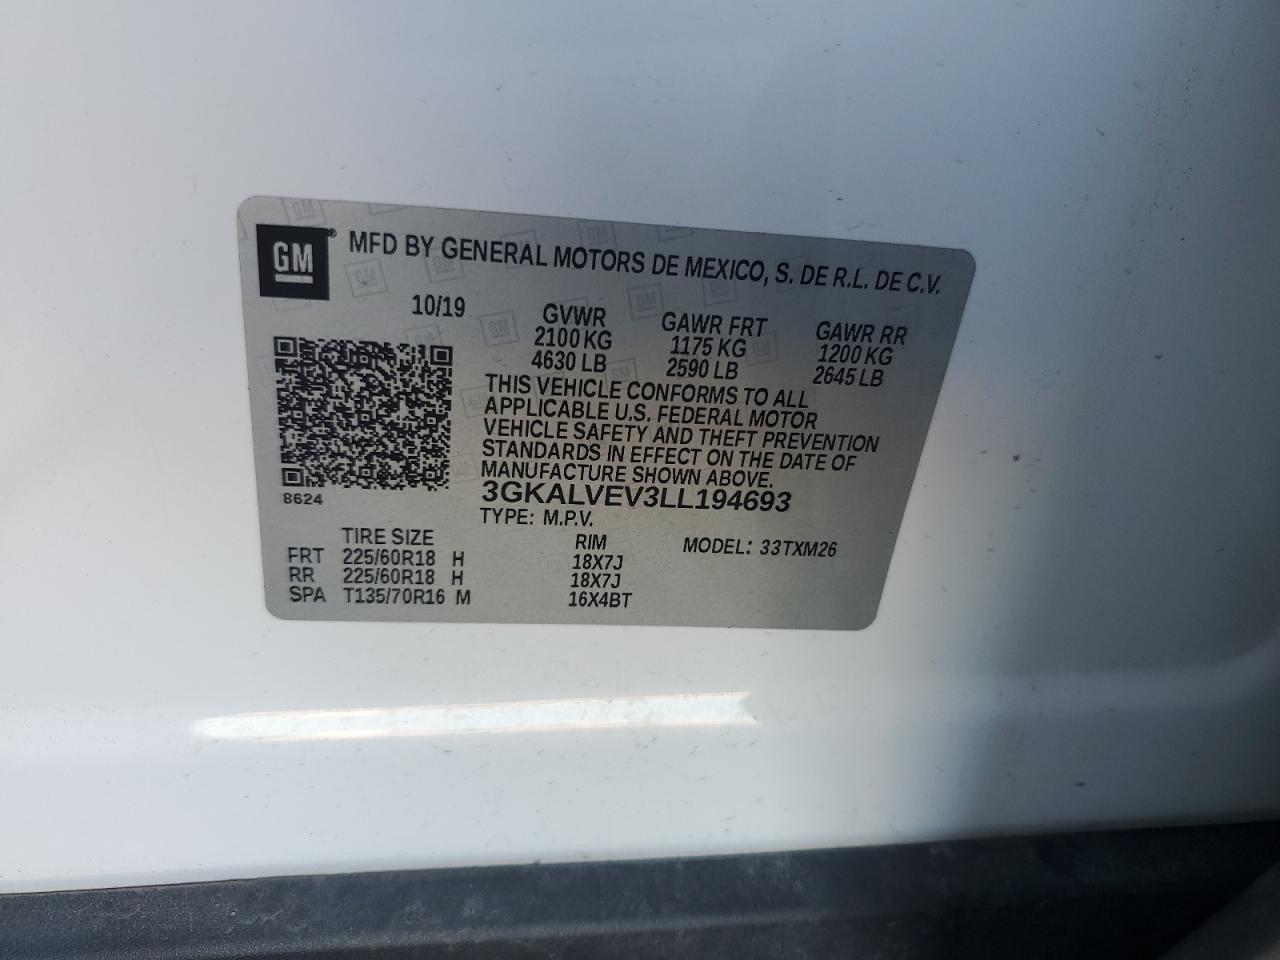 GM ® MFD BY GENERAL MOTORS DE MEXICO, S. DE R.L. DE C.V.
10/19
GVWR GAWR FRT GAWR RR
2100 KG 1175 KG 1200 KG
4630 LB 2590 LB 2645 LB
THIS VEHICLE CONFORMS TO ALL
APPLICABLE U.S. FEDERAL MOTOR
VEHICLE SAFETY AND THEFT PREVENTION
STANDARDS IN EFFECT ON THE DATE OF
MANUFACTURE SHOWN ABOVE.
8624
3GKALVEV3LL194693
TYPE: M.P.V.
MODEL: 33TXM26
TIRE SIZE RIM
FRT 225/60R18 H 18X7J
RR 225/60R18 H 18X7J
SPA T135/70R16 M 16X4BT